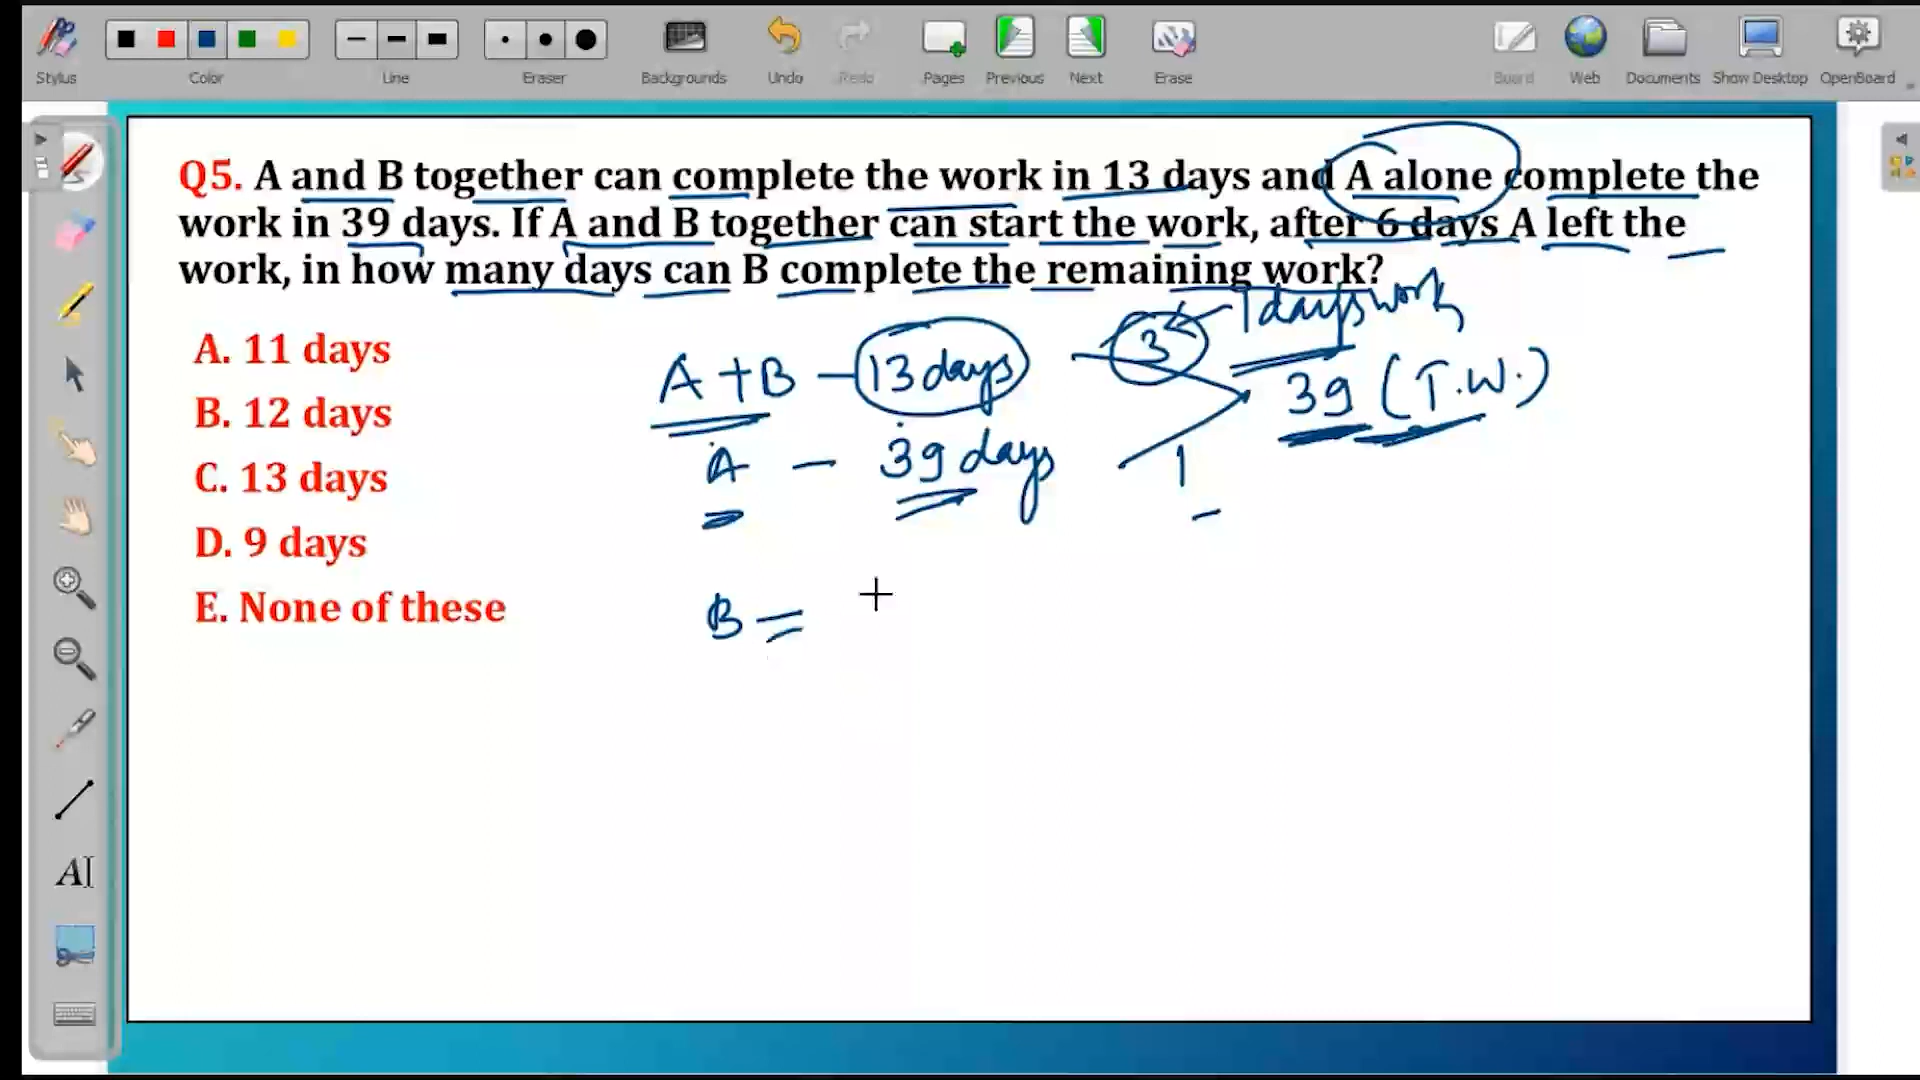 Stylus Color Line Eraser Backgrounds Undo Redo Pages Previous Next Erase Board Web Documents Show Desktop OpenBoard
Q5. A and B together can complete the work in 13 days and A alone complete the
work in 39 days. If A and B together can start the work, after 6 days A left the
work, in how many days can B complete the remaining work?
A. 11 days
B. 12 days
C. 13 days
D. 9 days
E. None of these
1 day's work
A + B - 13 days 3
39 (T.W.)
A - 39 days 1
B =
AI